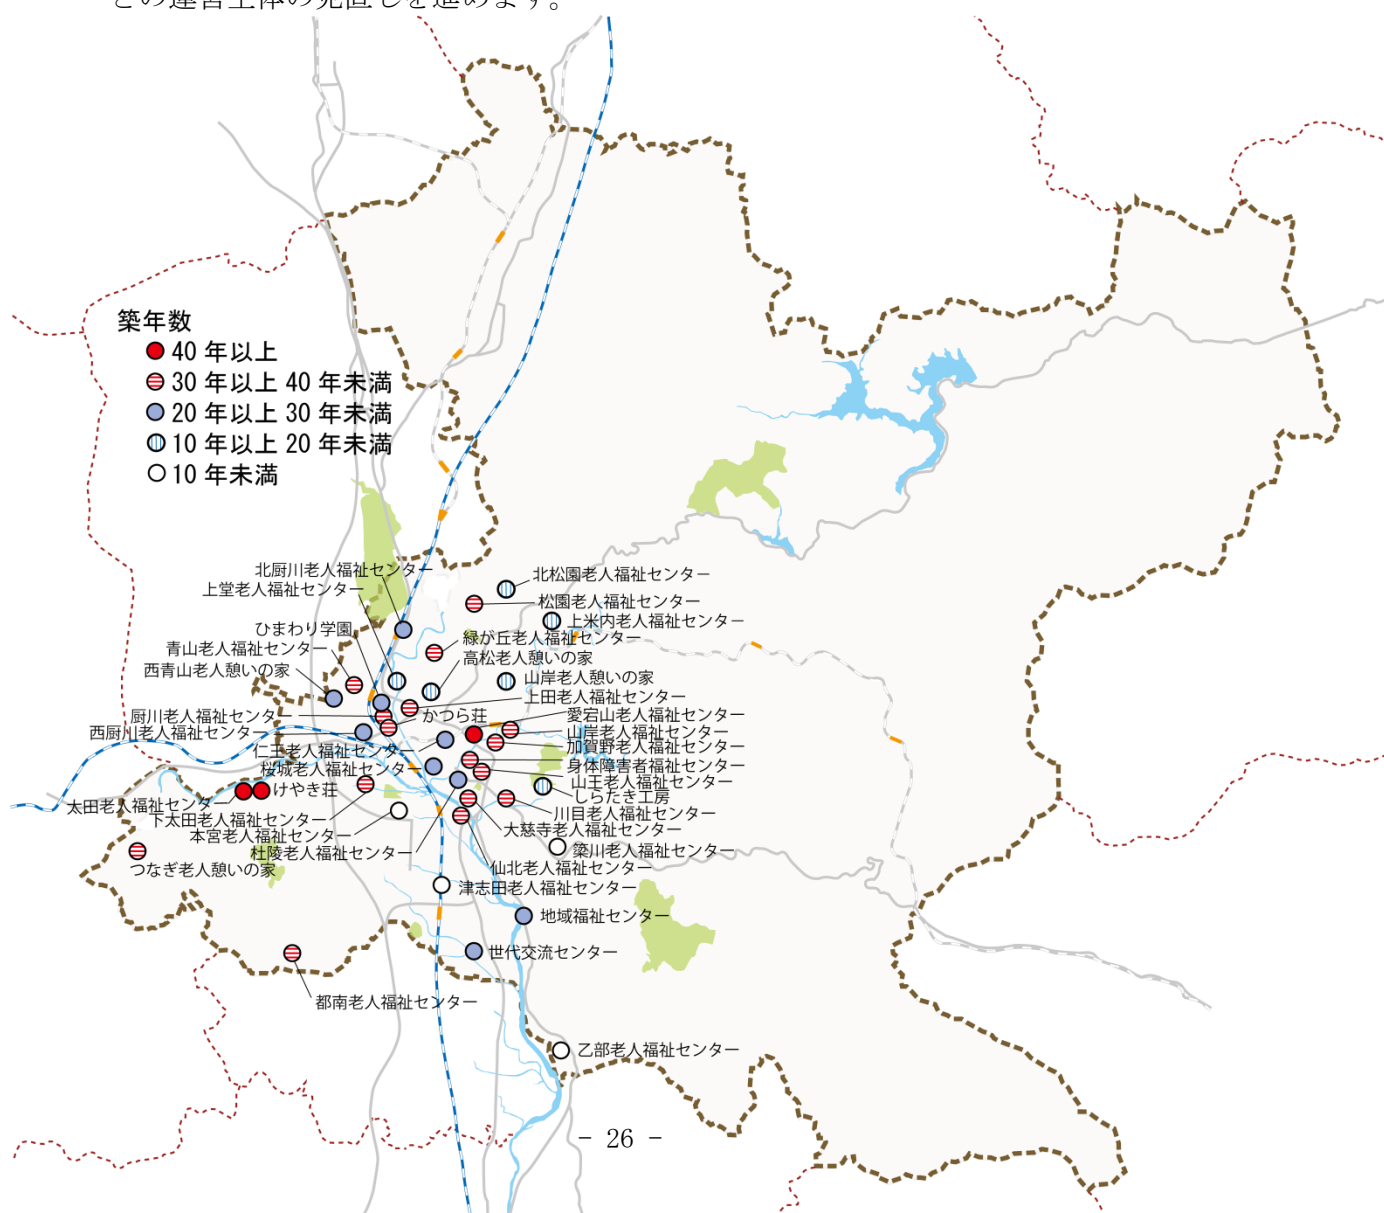 どの運営主体の見直しを進めます。
築年数
40 年以上
30 年以上 40 年未満
20 年以上 30 年未満
10 年以上 20 年未満
10 年未満
北厨川老人福祉センター
上堂老人福祉センター
ひまわり学園
青山老人福祉センター
西青山老人憩いの家
厨川老人福祉センター
西厨川老人福祉センター
仁王老人福祉センター
桜城老人福祉センター
けやき荘
太田老人福祉センター
下太田老人福祉センター
本宮老人福祉センター
杜陵老人福祉センター
つなぎ老人憩いの家
都南老人福祉センター
北松園老人福祉センター
松園老人福祉センター
上米内老人福祉センター
緑が丘老人福祉センター
高松老人憩いの家
山岸老人憩いの家
上田老人福祉センター
かつら荘
愛宕山老人福祉センター
山岸老人福祉センター
加賀野老人福祉センター
身体障害者福祉センター
山王老人福祉センター
しらたき工房
川目老人福祉センター
大慈寺老人福祉センター
簗川老人福祉センター
仙北老人福祉センター
津志田老人福祉センター
地域福祉センター
世代交流センター
乙部老人福祉センター
- 26 -